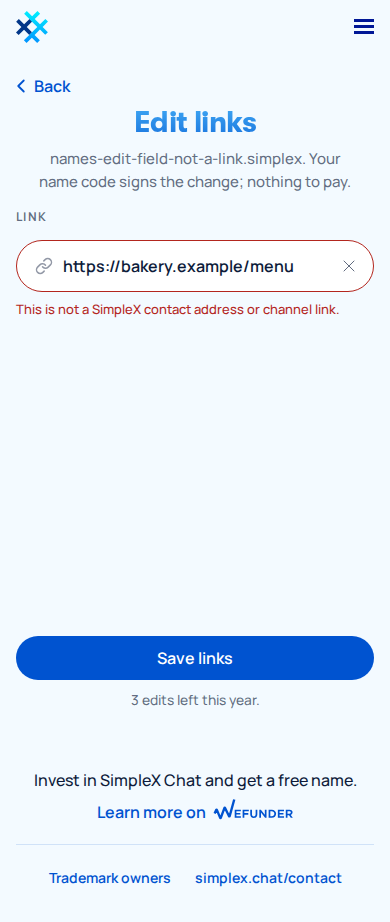 Back
Edit links
names-edit-field-not-a-link.simplex. Your
name code signs the change; nothing to pay.
LINK
https://bakery.example/menu
This is not a SimpleX contact address or channel link.
Save links
3 edits left this year.
Invest in SimpleX Chat and get a free name.
Learn more on WEFUNDER
Trademark owners simplex.chat/contact